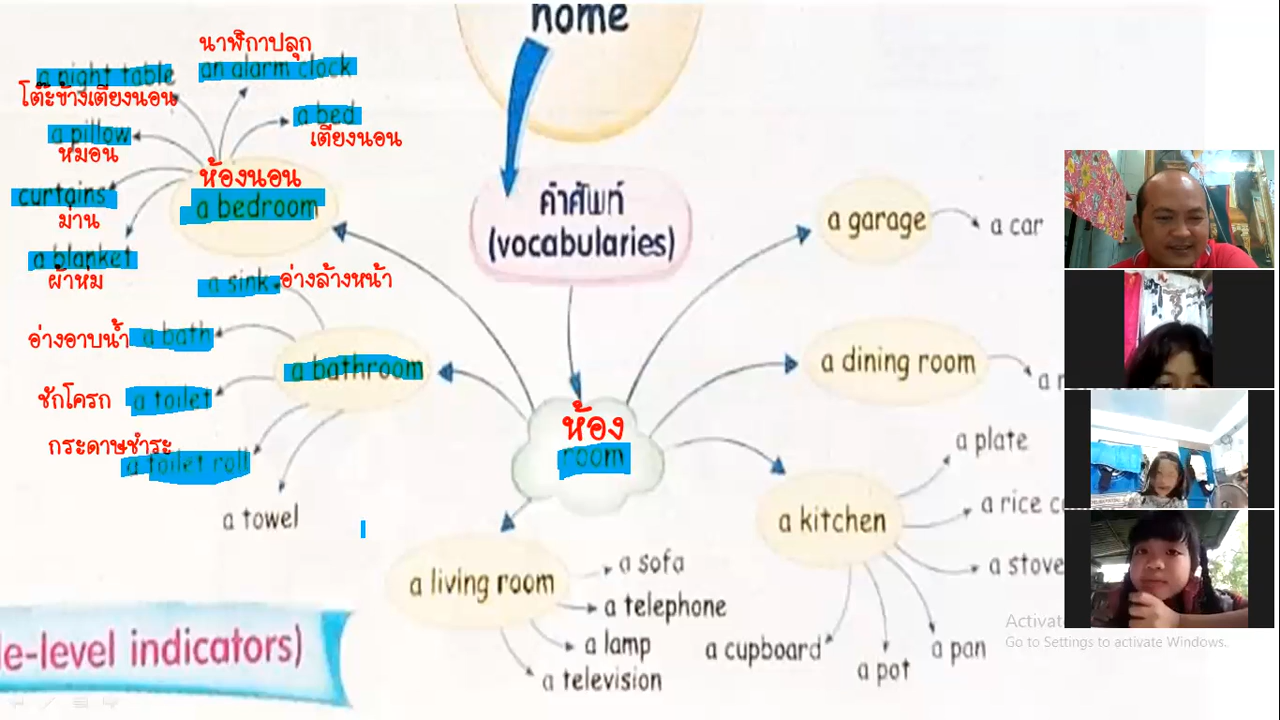 home
คำศัพท์
(vocabularies)
ห้อง
room
นาฬิกาปลุก
an alarm clock
a night table
โต๊ะข้างเตียงนอน
a bed
เตียงนอน
a pillow
หมอน
ห้องนอน
a bedroom
curtains
ม่าน
a blanket
ผ้าห่ม
a sink
อ่างล้างหน้า
อ่างอาบน้ำ
a bath
a bathroom
ชักโครก
a toilet
กระดาษชำระ
a toilet roll
a towel
a living room
a sofa
a telephone
a lamp
a television
a garage
a car
a dining room
a
a kitchen
a plate
a rice
a stove
a pan
a pot
a cupboard
le-level indicators)
Activat
Go to Settings to activate Windows.